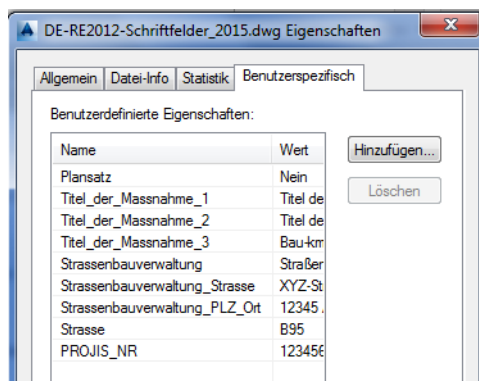 DE-RE2012-Schriftfelder_2015.dwg Eigenschaften
Allgemein Datei-Info Statistik Benutzerspezifisch
Benutzerdefinierte Eigenschaften:
Name Wert Hinzufügen...
Plansatz Nein Löschen
Titel_der_Massnahme_1 Titel de
Titel_der_Massnahme_2 Titel de
Titel_der_Massnahme_3 Bau-km
Strassenbauverwaltung Straßer
Strassenbauverwaltung_Strasse XYZ-St
Strassenbauverwaltung_PLZ_Ort 12345
Strasse B95
PROJIS_NR 123456